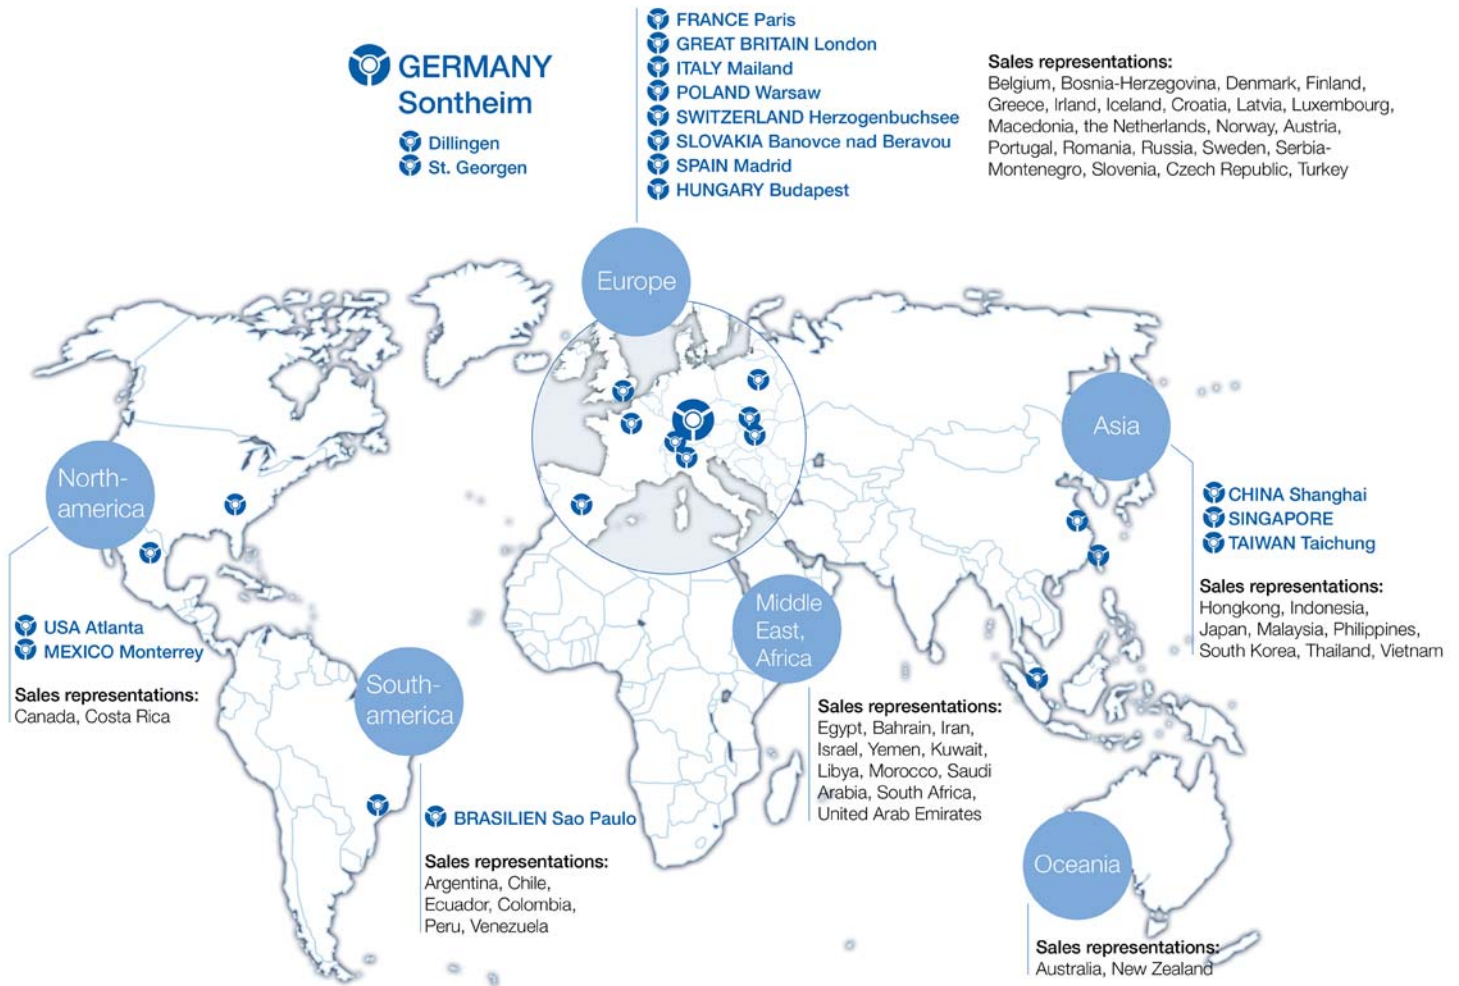 GERMANY
Sontheim
Dillingen
St. Georgen
FRANCE Paris
GREAT BRITAIN London
ITALY Mailand
POLAND Warsaw
SWITZERLAND Herzogenbuchsee
SLOVAKIA Banovce nad Beravou
SPAIN Madrid
HUNGARY Budapest
Sales representations:
Belgium, Bosnia-Herzegovina, Denmark, Finland,
Greece, Irland, Iceland, Croatia, Latvia, Luxembourg,
Macedonia, the Netherlands, Norway, Austria,
Portugal, Romania, Russia, Sweden, Serbia-
Montenegro, Slovenia, Czech Republic, Turkey
Europe
Asia
CHINA Shanghai
SINGAPORE
TAIWAN Taichung
Sales representations:
Hongkong, Indonesia,
Japan, Malaysia, Philippines,
South Korea, Thailand, Vietnam
North-
america
USA Atlanta
MEXICO Monterrey
Sales representations:
Canada, Costa Rica
South-
america
BRASILIEN Sao Paulo
Sales representations:
Argentina, Chile,
Ecuador, Colombia,
Peru, Venezuela
Middle
East,
Africa
Sales representations:
Egypt, Bahrain, Iran,
Israel, Yemen, Kuwait,
Libya, Morocco, Saudi
Arabia, South Africa,
United Arab Emirates
Oceania
Sales representations:
Australia, New Zealand